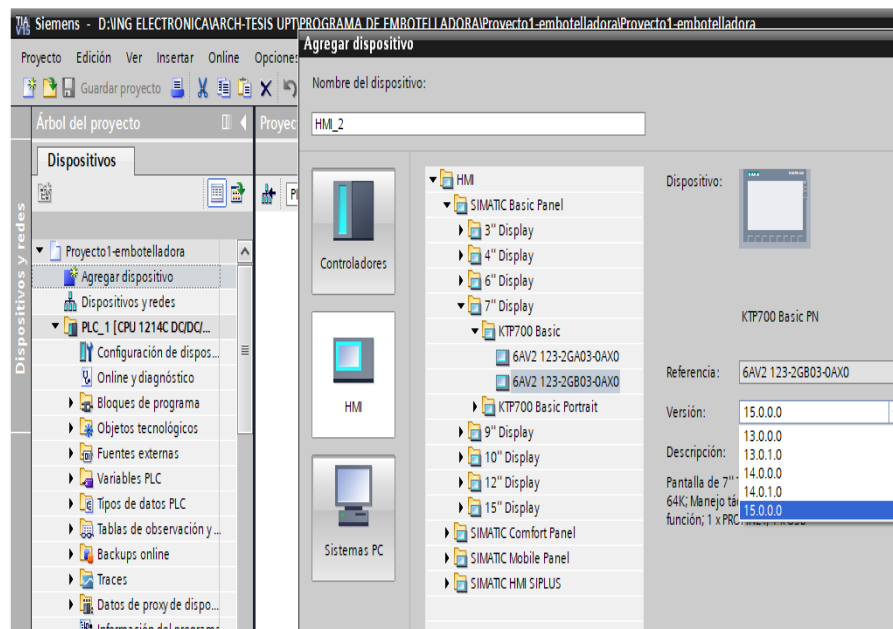 Siemens - D:\ING ELECTRONICA\ARCH-TESIS UPT\PROGRAMA DE EMBOTELLADORA\Proyecto1-embotelladora\Proyecto1-embotelladora
Proyecto Edición Ver Insertar Online Opciones
Guardar proyecto
Árbol del proyecto
Dispositivos
Dispositivos y redes
Proyecto1-embotelladora
Agregar dispositivo
Dispositivos y redes
PLC_1 [CPU 1214C DC/DC/...
Configuración de dispos...
Online y diagnóstico
Bloques de programa
Objetos tecnológicos
Fuentes externas
Variables PLC
Tipos de datos PLC
Tablas de observación y ...
Backups online
Traces
Datos de proxy de dispo...
Información del programa
Proyec
Agregar dispositivo
Nombre del dispositivo:
HMI_2
Controladores
HMI
Sistemas PC
HMI
SIMATIC Basic Panel
3'' Display
4'' Display
6'' Display
7'' Display
KTP700 Basic
6AV2 123-2GA03-0AX0
6AV2 123-2GB03-0AX0
KTP700 Basic Portrait
9'' Display
10'' Display
12'' Display
15'' Display
SIMATIC Comfort Panel
SIMATIC Mobile Panel
SIMATIC HMI SIPLUS
Dispositivo:
KTP700 Basic PN
Referencia: 6AV2 123-2GB03-0AX0
Versión: 15.0.0.0
13.0.0.0
13.0.1.0
14.0.0.0
14.0.1.0
15.0.0.0
Descripción:
Pantalla de 7''
64K; Manejo tá
función; 1 x PRO